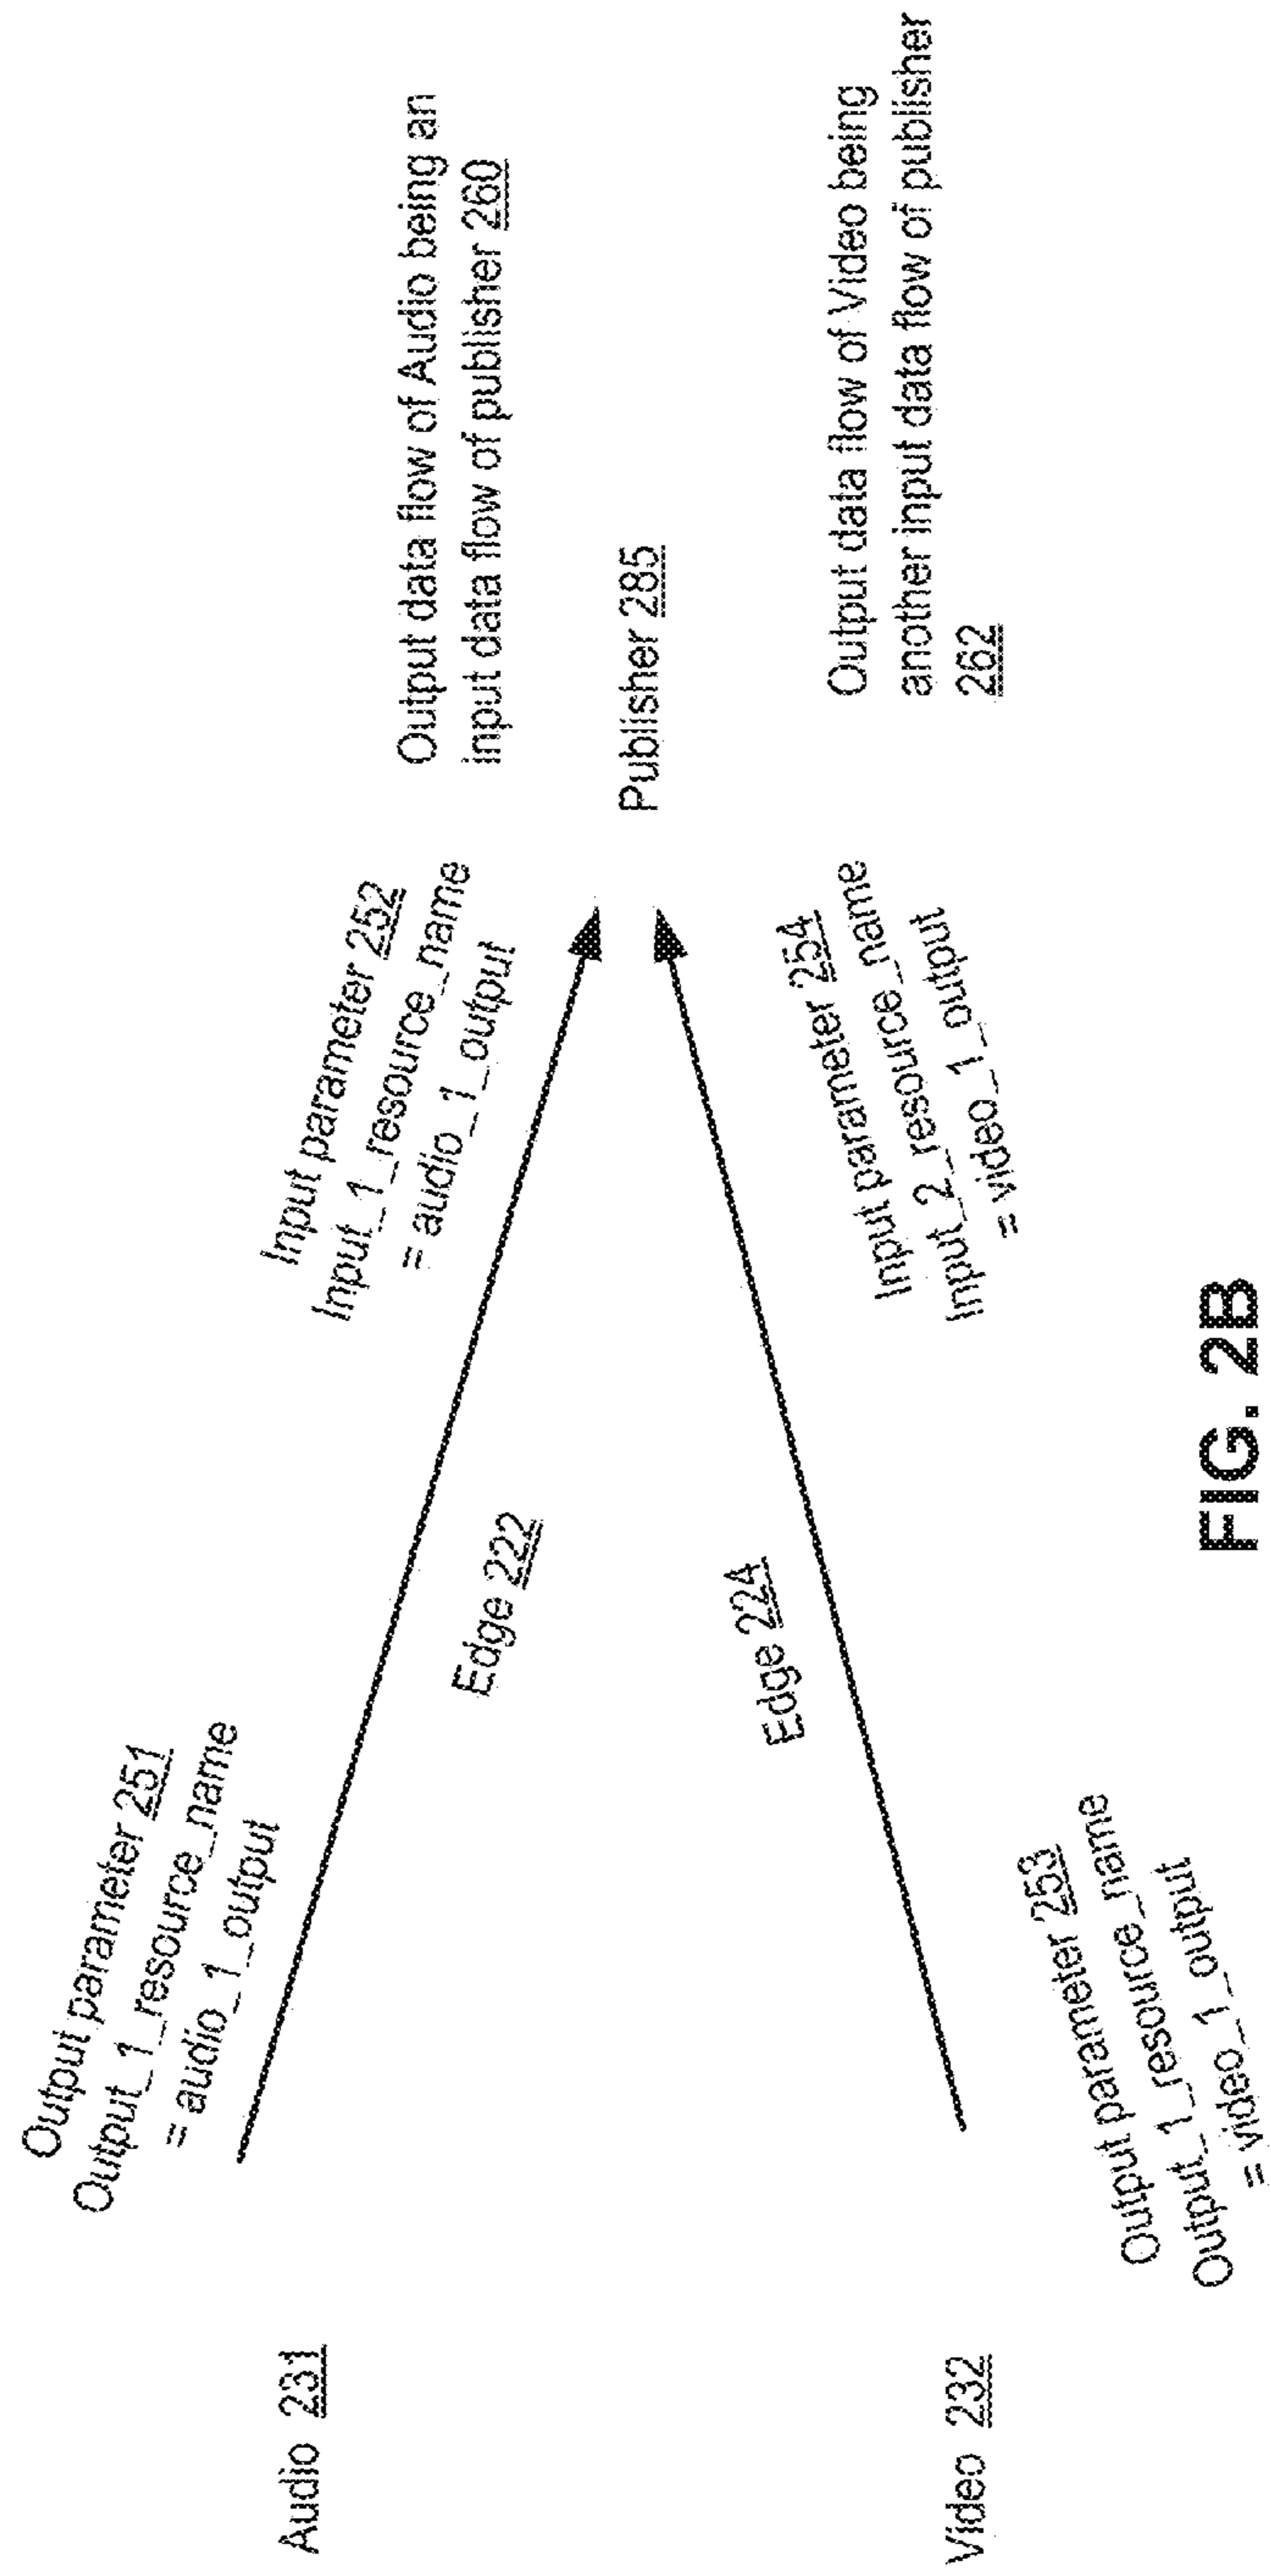 Output parameter 251
Output_1_resource_name
= audio_1_output
Audio 231
Edge 222
Input parameter 252
Input_1_resource_name
= audio_1_output
Output data flow of Audio being an
input data flow of publisher 260
Publisher 285
Output data flow of Video being
another input data flow of publisher
262
Edge 224
Input parameter 254
Input_2_resource_name
= video_1_output
Video 232
Output parameter 253
Output_1_resource_name
= video_1_output
FIG. 2B